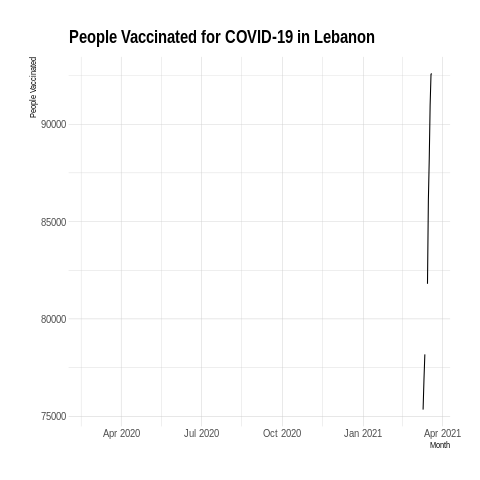 People Vaccinated for COVID-19 in Lebanon
People Vaccinated
90000
85000
80000
75000
Apr 2020 Jul 2020 Oct 2020 Jan 2021 Apr 2021
Month